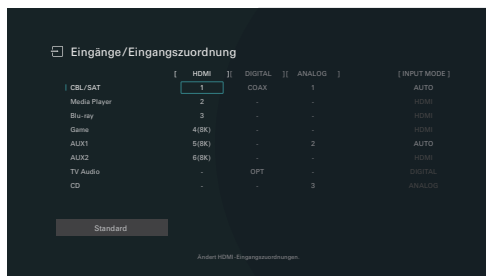 Eingänge/Eingangszuordnung
[ HDMI ][ DIGITAL ][ ANALOG ] [ INPUT MODE ]
CBL/SAT 1 COAX 1 AUTO
Media Player 2 - - HDMI
Blu-ray 3 - - HDMI
Game 4(8K) - - HDMI
AUX1 5(8K) - 2 AUTO
AUX2 6(8K) - - HDMI
TV Audio - OPT - DIGITAL
CD - - 3 ANALOG
Standard
Ändert HDMI-Eingangszuordnungen.